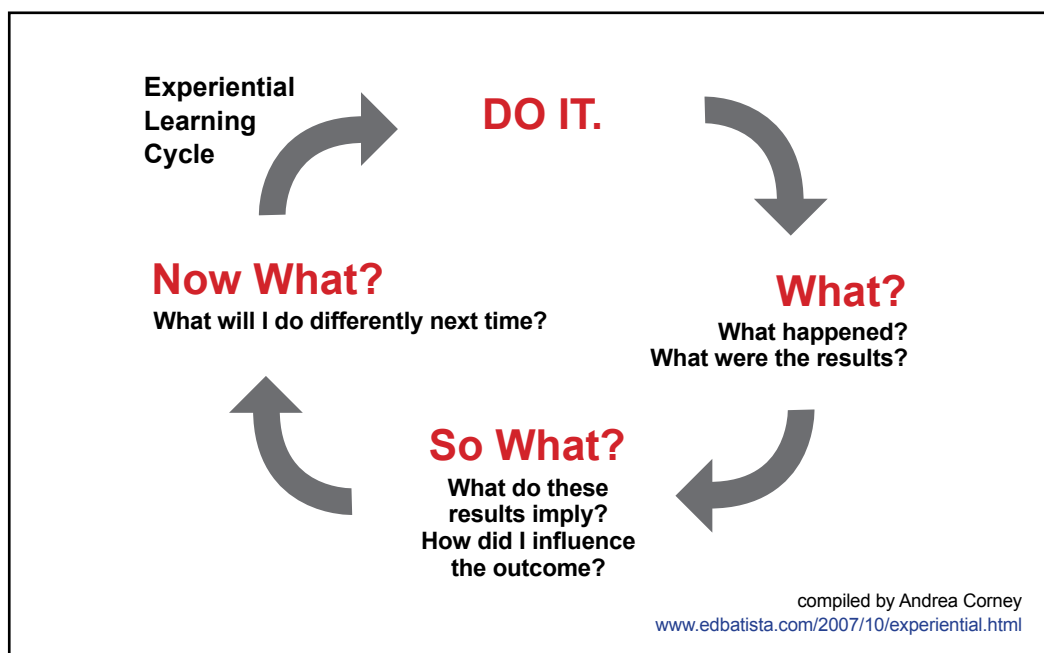 Experiential
Learning
Cycle
DO IT.
What?
What happened?
What were the results?
So What?
What do these
results imply?
How did I influence
the outcome?
Now What?
What will I do differently next time?
compiled by Andrea Corney
www.edbatista.com/2007/10/experiential.html